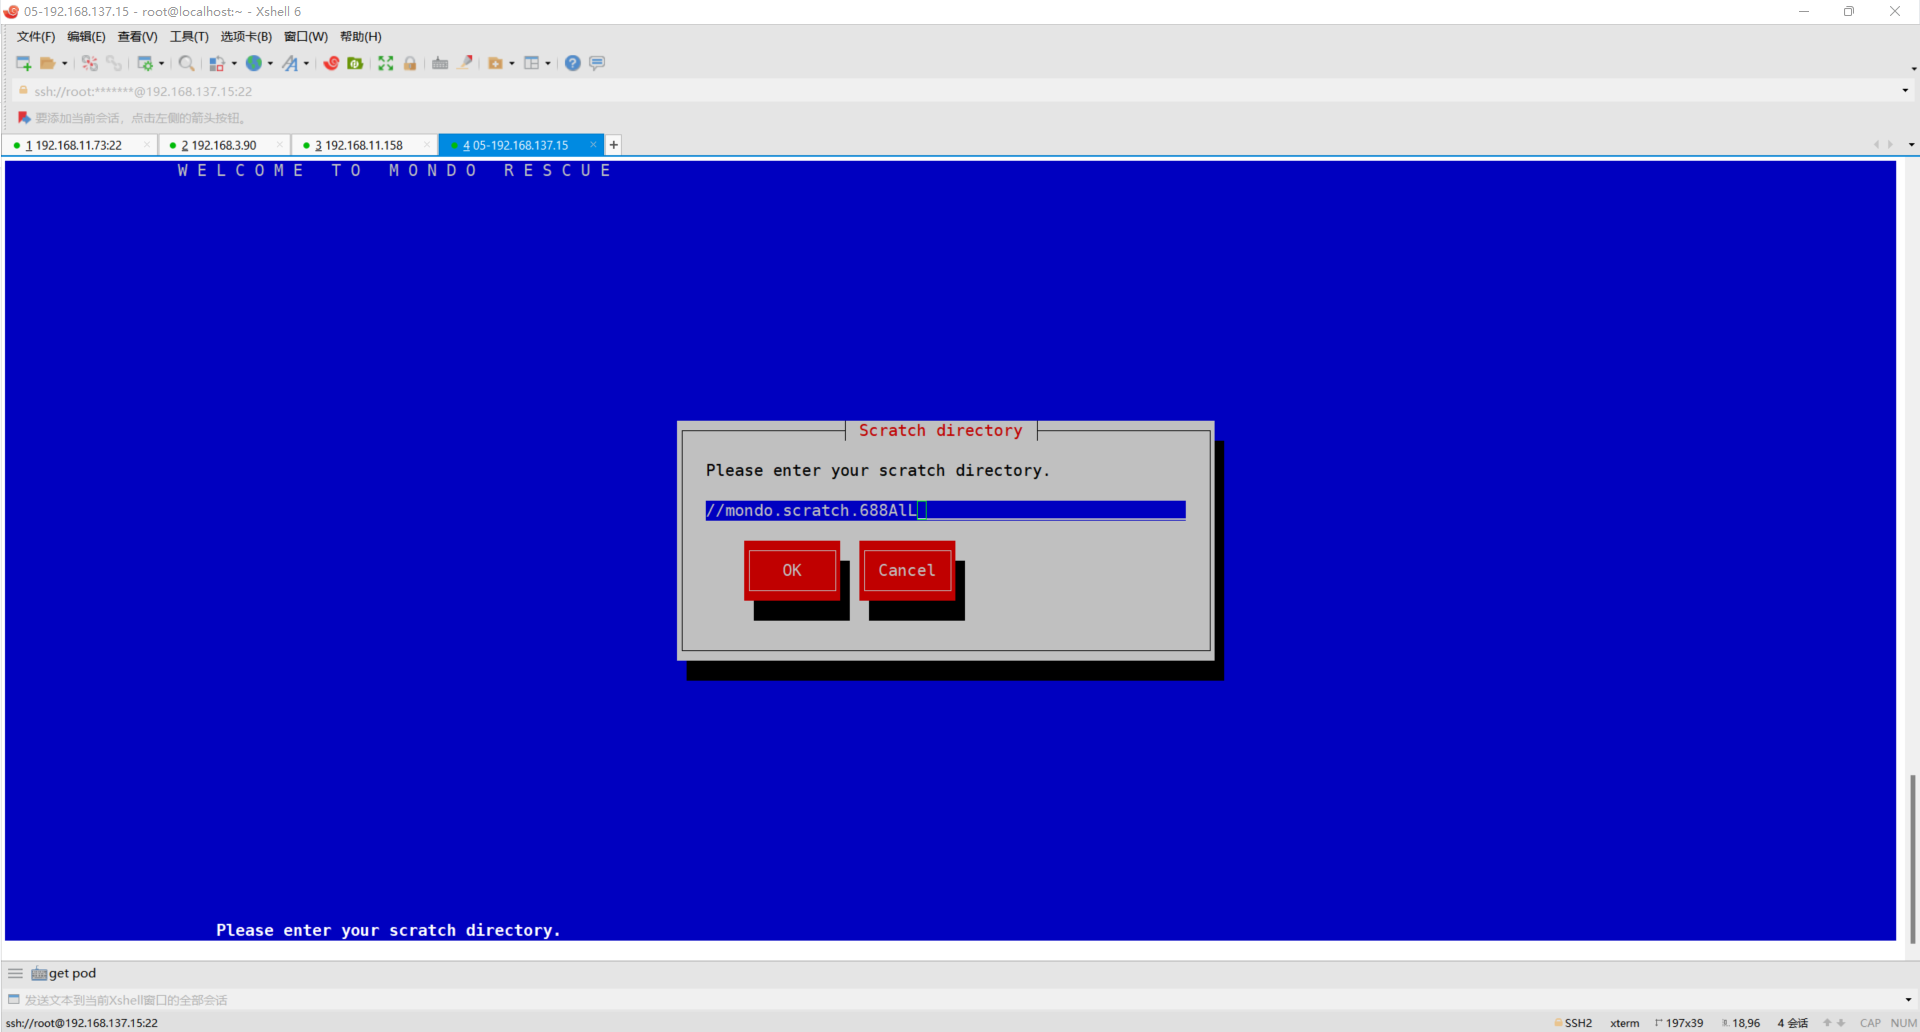 05-192.168.137.15 - root@localhost:~ - Xshell 6
文件(F) 编辑(E) 查看(V) 工具(T) 选项卡(B) 窗口(W) 帮助(H)
ssh://root:*******@192.168.137.15:22
要添加当前会话，点击左侧的箭头按钮。
1 192.168.11.73:22 2 192.168.3.90 3 192.168.11.158 4 05-192.168.137.15 +
W E L C O M E   T O   M O N D O   R E S C U E
Scratch directory
Please enter your scratch directory.
//mondo.scratch.688AlL
OK Cancel
Please enter your scratch directory.
get pod
发送文本到当前Xshell窗口的全部会话
ssh://root@192.168.137.15:22 SSH2 xterm 197x39 18,96 4 会话 CAP NUM